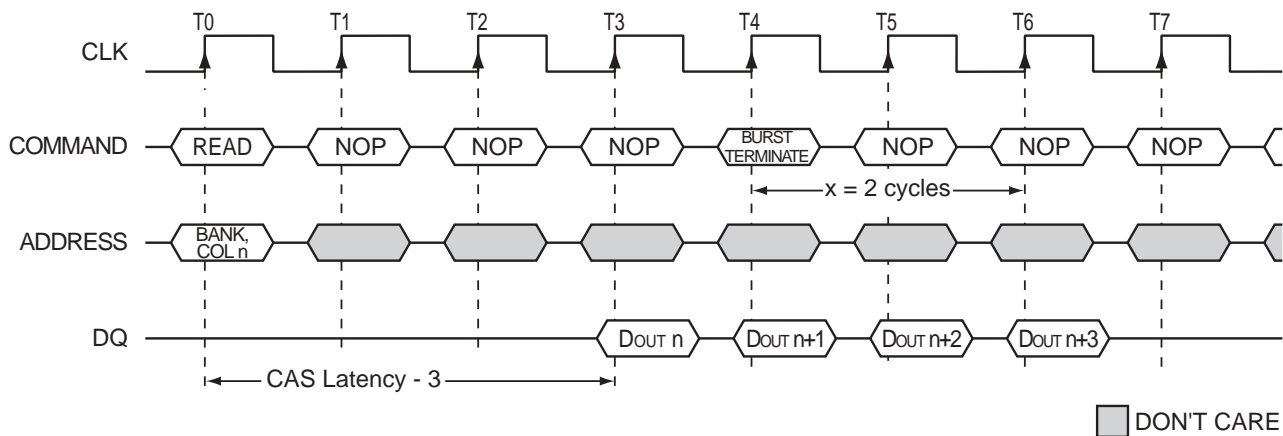 T0 T1 T2 T3 T4 T5 T6 T7
CLK
COMMAND READ NOP NOP NOP BURST TERMINATE NOP NOP NOP
x = 2 cycles
ADDRESS BANK, COL n
DQ DOUT n DOUT n+1 DOUT n+2 DOUT n+3
CAS Latency - 3
DON'T CARE